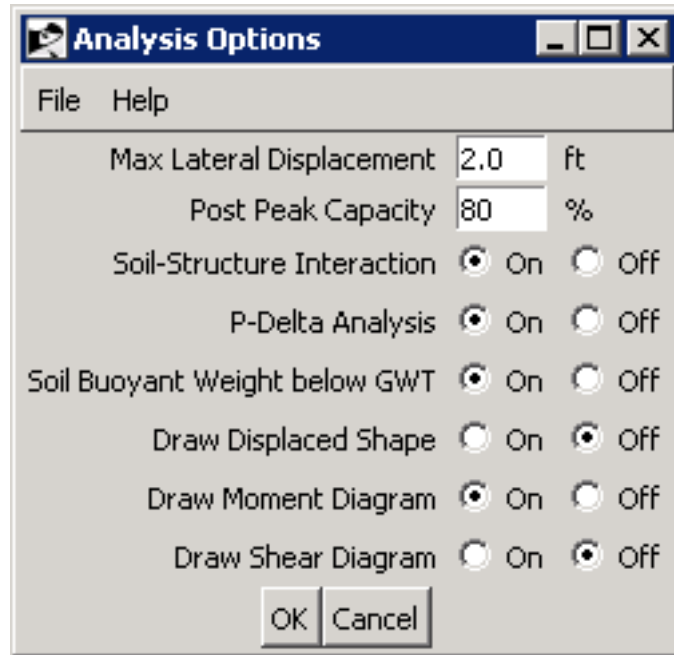 Analysis Options
File Help
Max Lateral Displacement 2.0 ft
Post Peak Capacity 80 %
Soil-Structure Interaction On Off
P-Delta Analysis On Off
Soil Buoyant Weight below GWT On Off
Draw Displaced Shape On Off
Draw Moment Diagram On Off
Draw Shear Diagram On Off
OK Cancel